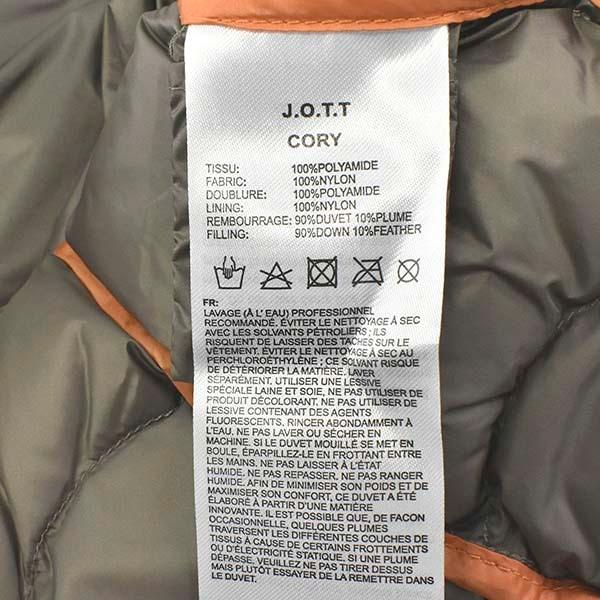 J.O.T.T
CORY
TISSU: 100%POLYAMIDE
FABRIC: 100%NYLON
DOUBLURE: 100%POLYAMIDE
LINING: 100%NYLON
REMBOURRAGE: 90%DUVET 10%PLUME
FILLING: 90%DOWN 10%FEATHER
FR:
LAVAGE (À L' EAU) PROFESSIONNEL
RECOMMANDÉ. ÉVITER LE NETTOYAGE À SEC
AVEC LES SOLVANTS PÉTROLIERS ; ILS
RISQUENT DE LAISSER DES TACHES SUR LE
VÊTEMENT. ÉVITER LE NETTOYAGE À SEC AU
PERCHLOROÉTHYLÈNE ; CE SOLVANT RISQUE
DE DÉTÉRIORER LA MATIÈRE. LAVER
SÉPARÉMENT. UTILISER UNE LESSIVE
SPÉCIALE LAINE ET SOIE, NE PAS UTILISER DE
PRODUIT DÉCOLORANT. NE PAS UTILISER DE
LESSIVE CONTENANT DES AGENTS
FLUORESCENTS. RINCER ABONDAMMENT À
L'EAU. NE PAS LAVER OU SÉCHER EN
MACHINE. SI LE DUVET MOUILLÉ SE MET EN
BOULE, ÉPARPILLEZ-LE EN FROTTANT ENTRE
LES MAINS. NE PAS LAISSER À L'ÉTAT
HUMIDE. NE PAS REPASSER. NE PAS RANGER
HUMIDE. AFIN DE MINIMISER SON POIDS ET DE
MAXIMISER SON CONFORT, CE DUVET A ÉTÉ
ÉLABORÉ À PARTIR D'UNE MATIÈRE
INNOVANTE. IL EST POSSIBLE QUE, DE FAÇON
OCCASIONNELLE, QUELQUES PLUMES
TRAVERSENT LES DIFFÉRENTES COUCHES DE
TISSU À CAUSE DE CERTAINS FROTTEMENTS
OU D'ÉLECTRICITÉ STATIQUE. SI UNE PLUME
DÉPASSE, VEUILLEZ NE PAS TIRER DESSUS
MAIS PLUTÔT ESSAYER DE LA REMETTRE DANS
LE DUVET.